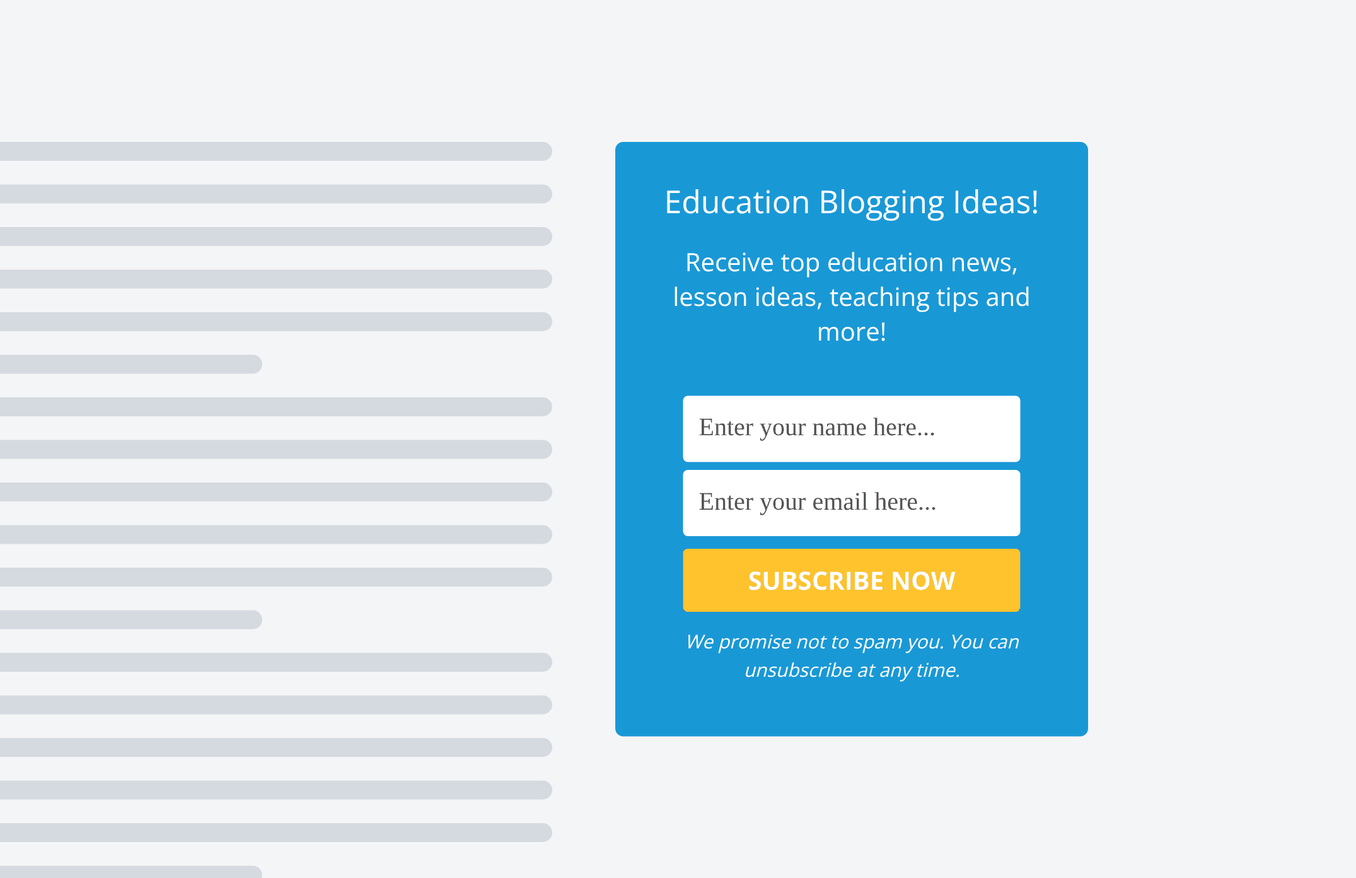 Education Blogging Ideas!
Receive top education news,
lesson ideas, teaching tips and
more!
Enter your name here...
Enter your email here...
SUBSCRIBE NOW
We promise not to spam you. You can
unsubscribe at any time.